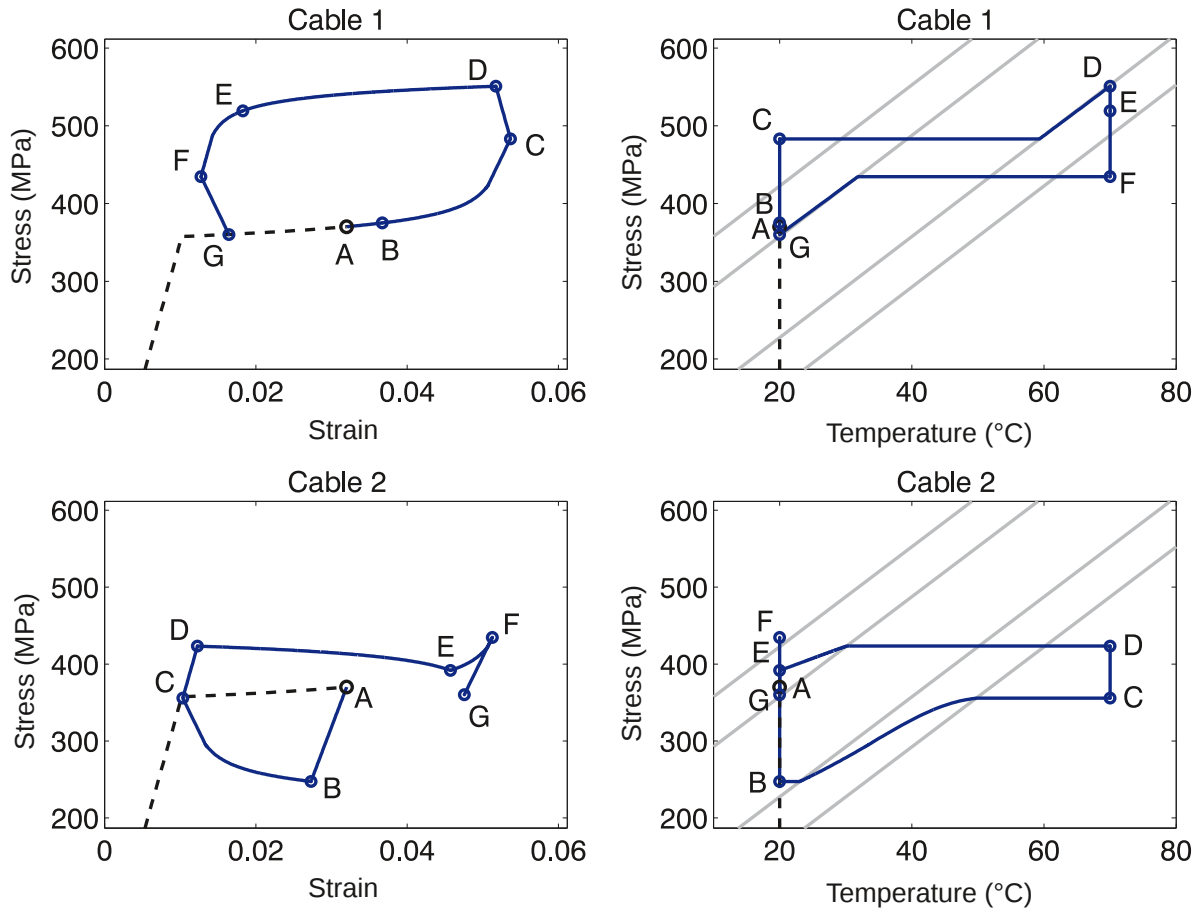 Cable 1
Stress (MPa)
600
500
400
300
200
0
0.02
0.04
0.06
Strain
A
B
C
D
E
F
G
Cable 1
Stress (MPa)
600
500
400
300
200
20
40
60
80
Temperature (°C)
C
B
A
G
D
E
F
Cable 2
Stress (MPa)
600
500
400
300
200
0
0.02
0.04
0.06
Strain
D
C
E
F
A
G
B
Cable 2
Stress (MPa)
600
500
400
300
200
20
40
60
80
Temperature (°C)
F
E
A
G
B
D
C